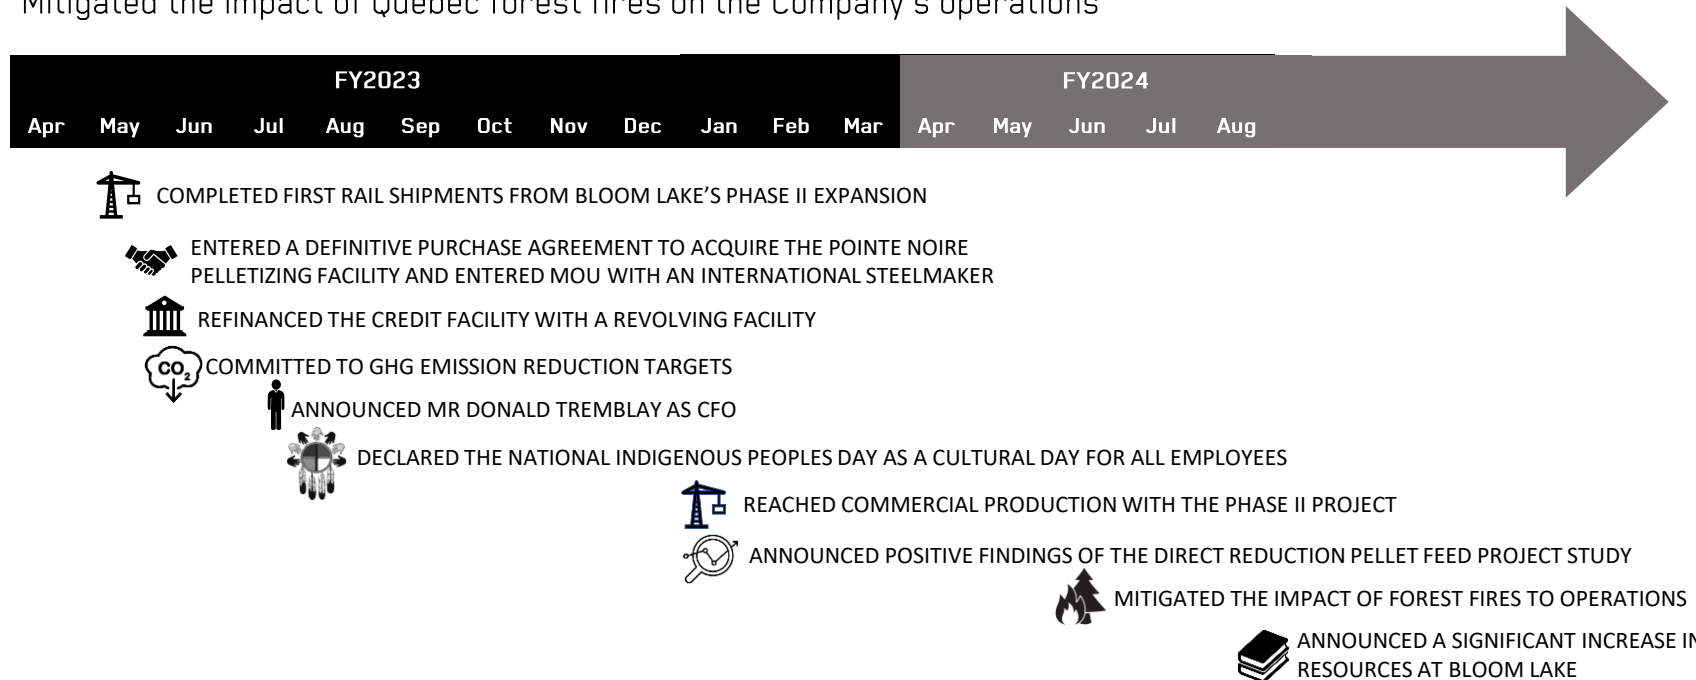 Mitigated the impact of Québec forest fires on the Company's operations
FY2023 FY2024
Apr May Jun Jul Aug Sep Oct Nov Dec Jan Feb Mar Apr May Jun Jul Aug
COMPLETED FIRST RAIL SHIPMENTS FROM BLOOM LAKE'S PHASE II EXPANSION
ENTERED A DEFINITIVE PURCHASE AGREEMENT TO ACQUIRE THE POINTE NOIRE
PELLETIZING FACILITY AND ENTERED MOU WITH AN INTERNATIONAL STEELMAKER
REFINANCED THE CREDIT FACILITY WITH A REVOLVING FACILITY
CO2
COMMITTED TO GHG EMISSION REDUCTION TARGETS
ANNOUNCED MR DONALD TREMBLAY AS CFO
DECLARED THE NATIONAL INDIGENOUS PEOPLES DAY AS A CULTURAL DAY FOR ALL EMPLOYEES
REACHED COMMERCIAL PRODUCTION WITH THE PHASE II PROJECT
ANNOUNCED POSITIVE FINDINGS OF THE DIRECT REDUCTION PELLET FEED PROJECT STUDY
MITIGATED THE IMPACT OF FOREST FIRES TO OPERATIONS
ANNOUNCED A SIGNIFICANT INCREASE IN
RESOURCES AT BLOOM LAKE